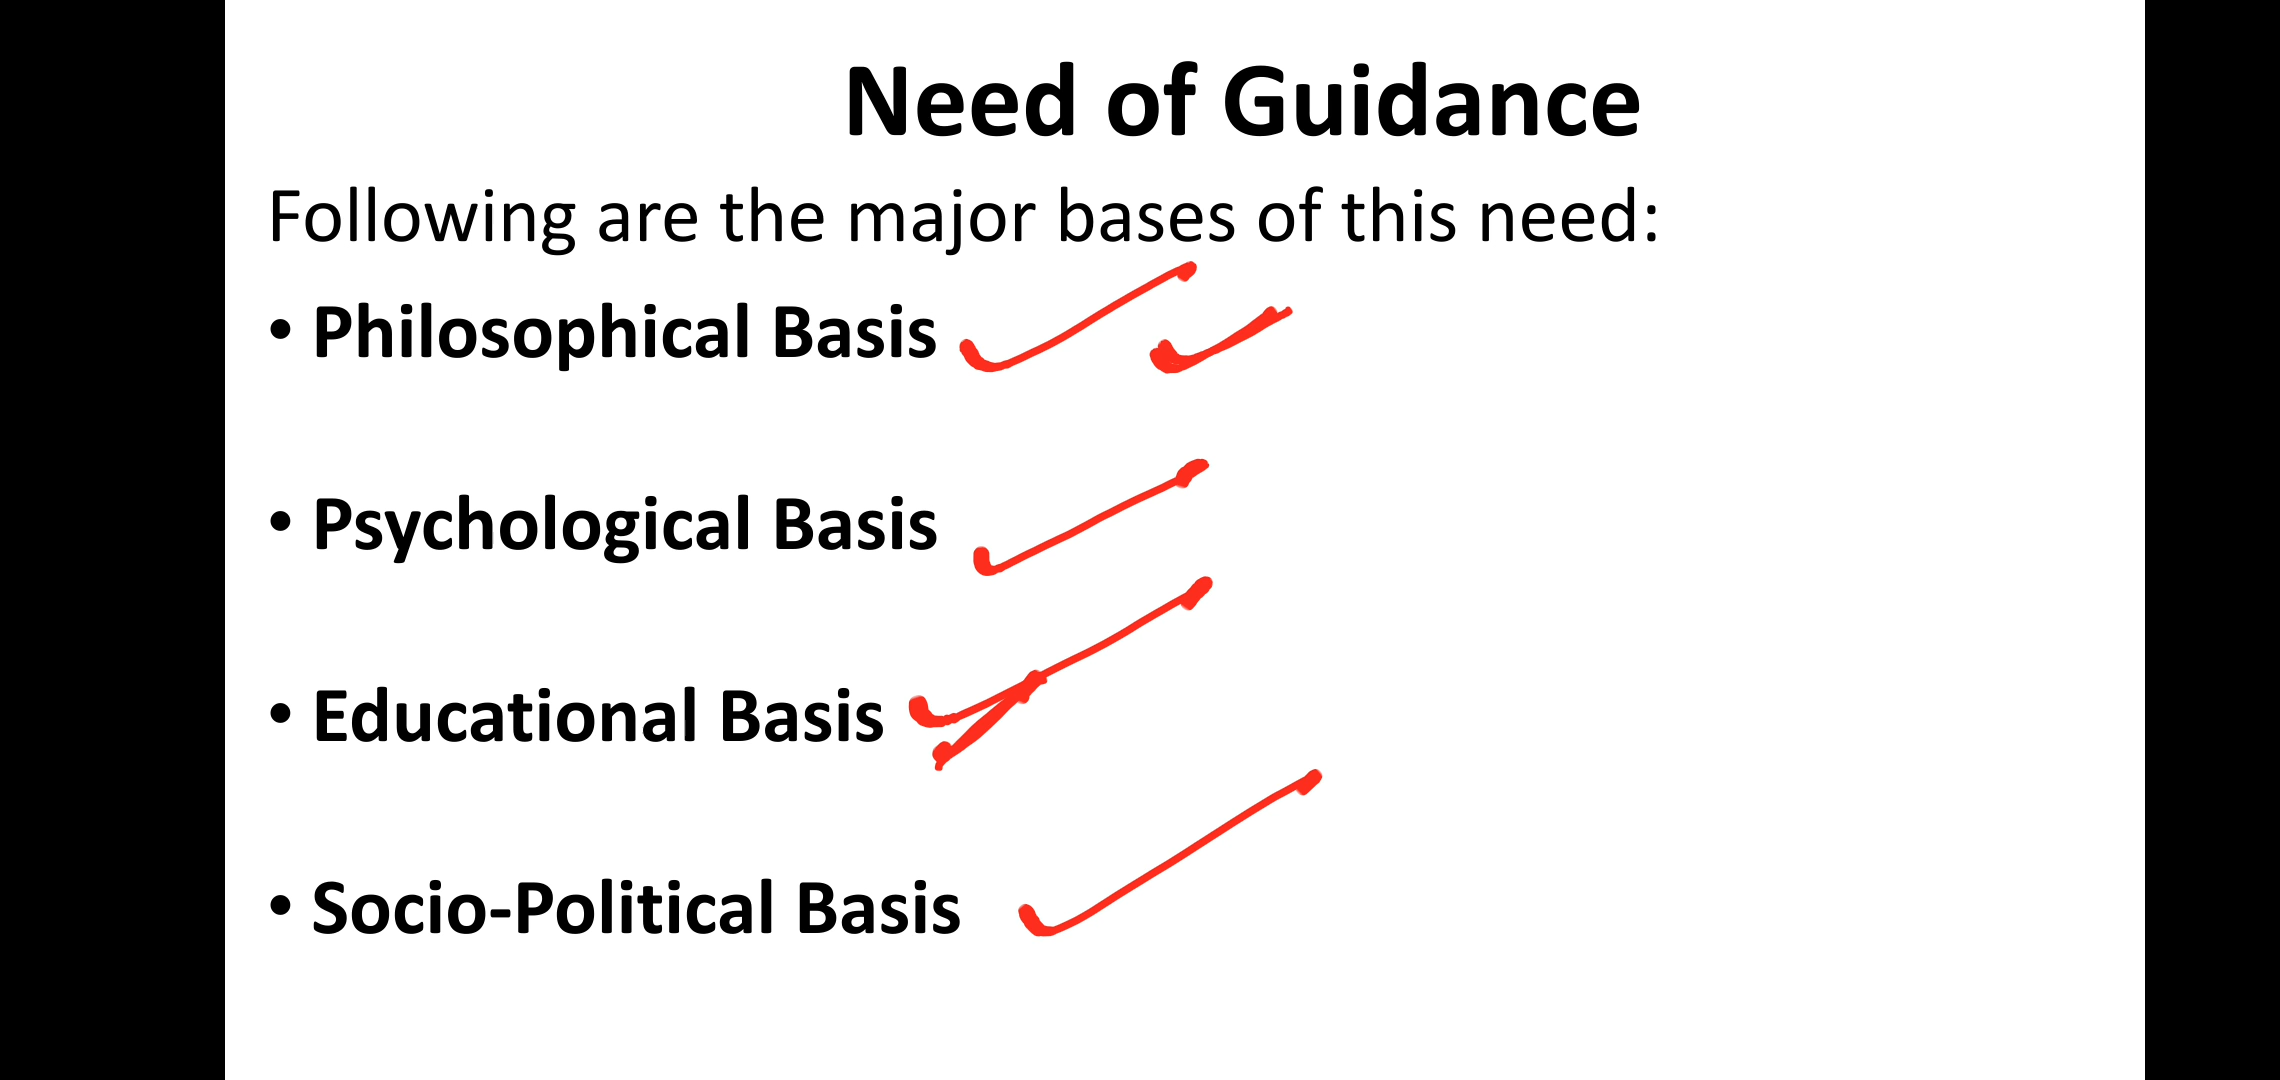 Need of Guidance
Following are the major bases of this need:
• Philosophical Basis
• Psychological Basis
• Educational Basis
• Socio-Political Basis